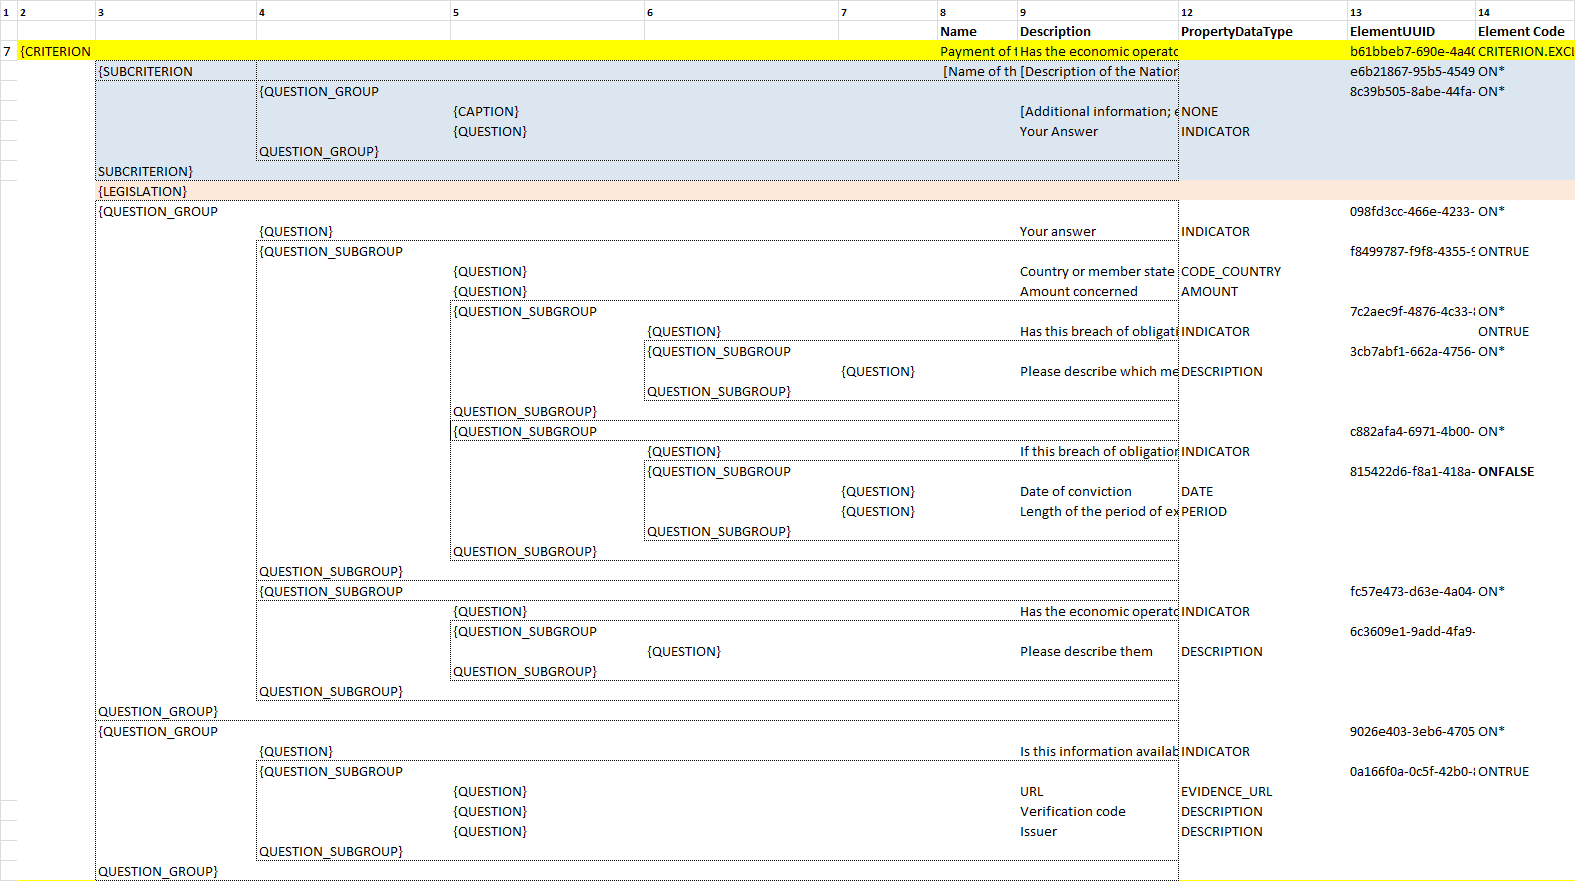 1 2 3 4 5 6 7 8 9 12 13 14
Name Description PropertyDataType ElementUUID Element Code
7 {CRITERION Payment of Has the economic b61bbeb7-690e-4a40 CRITERION.EXCL
{SUBCRITERION [Name of th [Description of the Nation e6b21867-95b5-4549 ON*
{QUESTION_GROUP 8c39b505-8abe-44fa- ON*
{CAPTION} [Additional information; NONE
{QUESTION} Your Answer INDICATOR
QUESTION_GROUP}
SUBCRITERION}
{LEGISLATION}
{QUESTION_GROUP 098fd3cc-466e-4233- ON*
{QUESTION} Your answer INDICATOR
{QUESTION_SUBGROUP f8499787-f9f8-4355-9 ONTRUE
{QUESTION} Country or member state CODE_COUNTRY
{QUESTION} Amount concerned AMOUNT
{QUESTION_SUBGROUP 7c2aec9f-4876-4c33- ON*
{QUESTION} Has this breach of obligati INDICATOR ONTRUE
{QUESTION_SUBGROUP 3cb7abf1-662a-4756- ON*
{QUESTION} Please describe which me DESCRIPTION
QUESTION_SUBGROUP}
QUESTION_SUBGROUP}
{QUESTION_SUBGROUP c882afa4-6971-4b00- ON*
{QUESTION} If this breach of obligation INDICATOR
{QUESTION_SUBGROUP 815422d6-f8a1-418a- ONFALSE
{QUESTION} Date of conviction DATE
{QUESTION} Length of the period of ex PERIOD
QUESTION_SUBGROUP}
QUESTION_SUBGROUP}
QUESTION_SUBGROUP}
{QUESTION_SUBGROUP fc57e473-d63e-4a04- ON*
{QUESTION} Has the economic operato INDICATOR
{QUESTION_SUBGROUP 6c3609e1-9add-4fa9-
{QUESTION} Please describe them DESCRIPTION
QUESTION_SUBGROUP}
QUESTION_SUBGROUP}
QUESTION_GROUP}
{QUESTION_GROUP 9026e403-3eb6-4705 ON*
{QUESTION} Is this information availab INDICATOR
{QUESTION_SUBGROUP 0a166f0a-0c5f-42b0- ONTRUE
{QUESTION} URL EVIDENCE_URL
{QUESTION} Verification code DESCRIPTION
{QUESTION} Issuer DESCRIPTION
QUESTION_SUBGROUP}
QUESTION_GROUP}